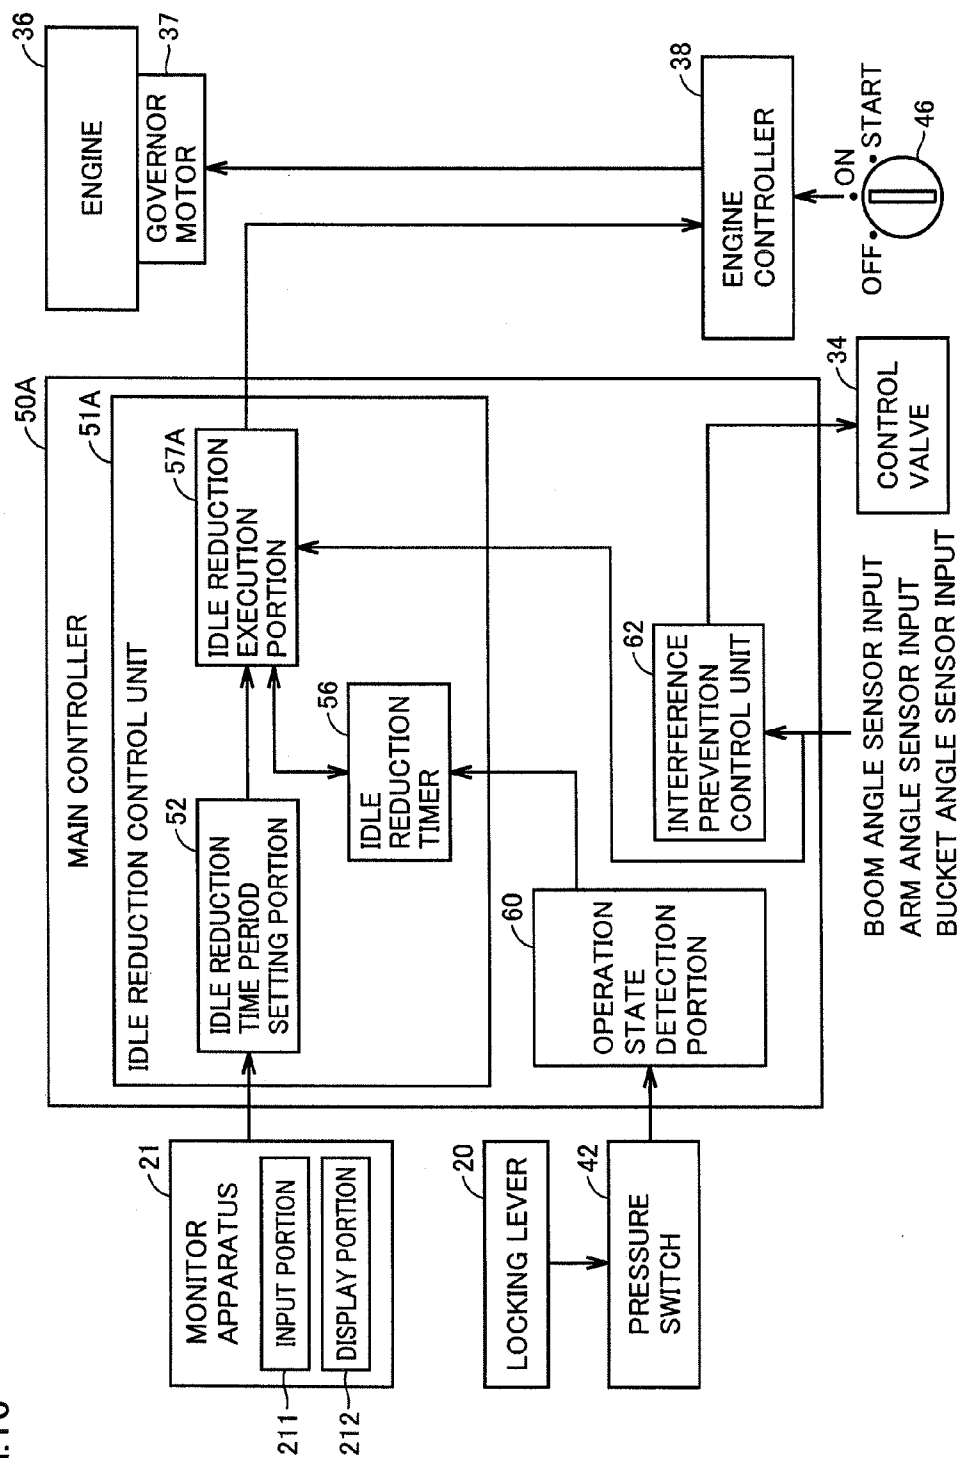 MAIN CONTROLLER
50A
IDLE REDUCTION CONTROL UNIT
51A
MONITOR
APPARATUS
21
INPUT PORTION
211
DISPLAY PORTION
212
IDLE REDUCTION
TIME PERIOD
SETTING PORTION
52
IDLE REDUCTION
EXECUTION
PORTION
57A
IDLE
REDUCTION
TIMER
56
ENGINE
36
GOVERNOR
MOTOR
37
LOCKING LEVER
20
PRESSURE
SWITCH
42
OPERATION
STATE
DETECTION
PORTION
60
INTERFERENCE
PREVENTION
CONTROL UNIT
62
BOOM ANGLE SENSOR INPUT
ARM ANGLE SENSOR INPUT
BUCKET ANGLE SENSOR INPUT
CONTROL
VALVE
34
ENGINE
CONTROLLER
38
OFF
ON
START
46